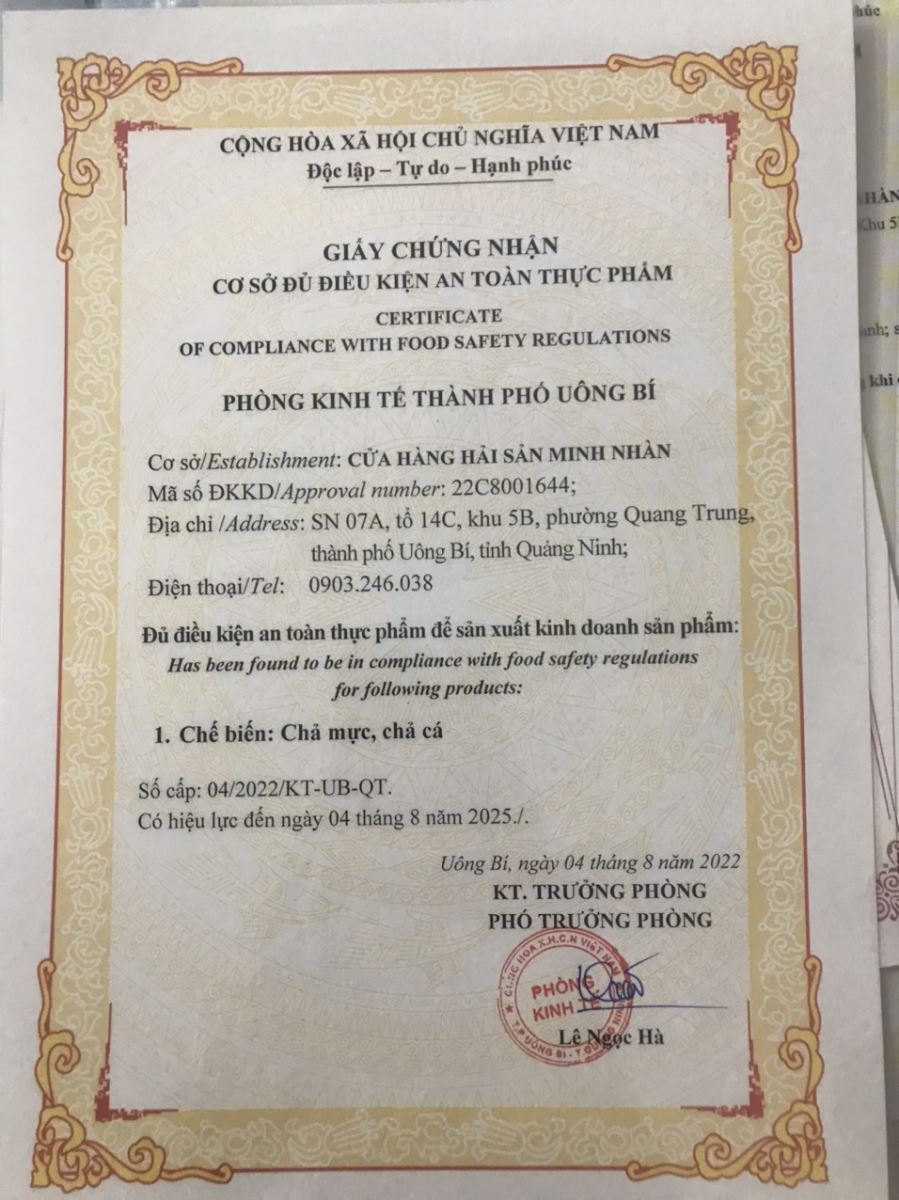 CỘNG HÒA XÃ HỘI CHỦ NGHĨA VIỆT NAM
Độc lập – Tự do – Hạnh phúc
GIẤY CHỨNG NHẬN
CƠ SỞ ĐỦ ĐIỀU KIỆN AN TOÀN THỰC PHẨM
CERTIFICATE
OF COMPLIANCE WITH FOOD SAFETY REGULATIONS
PHÒNG KINH TẾ THÀNH PHỐ UÔNG BÍ
Cơ sở/Establishment: CỬA HÀNG HẢI SẢN MINH NHÀN
Mã số ĐKKD/Approval number: 22C8001644;
Địa chỉ /Address: SN 07A, tổ 14C, khu 5B, phường Quang Trung,
thành phố Uông Bí, tỉnh Quảng Ninh;
Điện thoại/Tel: 0903.246.038
Đủ điều kiện an toàn thực phẩm để sản xuất kinh doanh sản phẩm:
Has been found to be in compliance with food safety regulations
for following products:
1. Chế biến: Chả mực, chả cá
Số cấp: 04/2022/KT-UB-QT.
Có hiệu lực đến ngày 04 tháng 8 năm 2025./.
Uông Bí, ngày 04 tháng 8 năm 2022
KT. TRƯỞNG PHÒNG
PHÓ TRƯỞNG PHÒNG
PHÒNG
KINH TẾ
Lê Ngọc Hà
khi